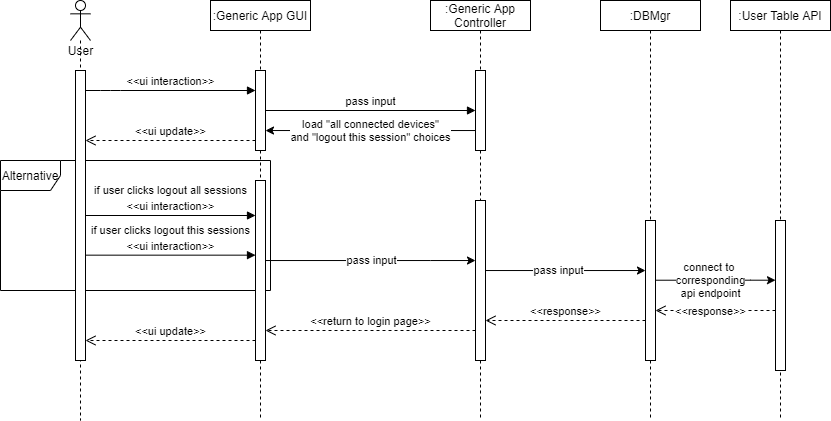 :Generic App GUI
:Generic App
Controller
:DBMgr
:User Table API
User
<<ui interaction>>
pass input
load "all connected devices"
and "logout this session" choices
<<ui update>>
Alternative
if user clicks logout all sessions
<<ui interaction>>
if user clicks logout this sessions
<<ui interaction>>
pass input
pass input
connect to
corresponding
api endpoint
<<response>>
<<response>>
<<return to login page>>
<<ui update>>